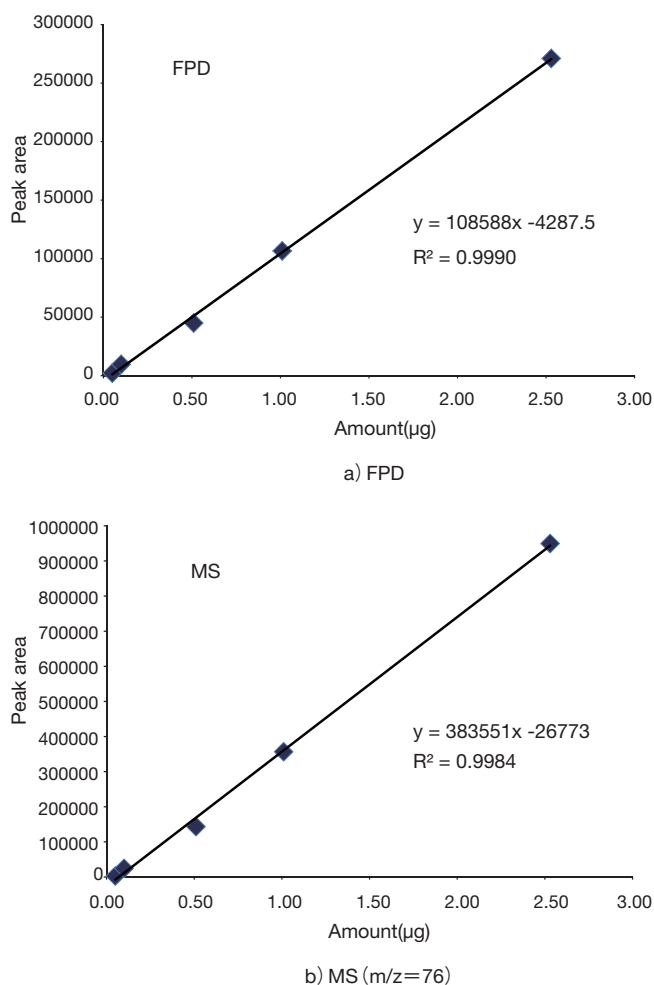 300000
FPD
250000
200000
150000
100000
50000
0
Peak area
y = 108588x -4287.5
R² = 0.9990
0.00 0.50 1.00 1.50 2.00 2.50 3.00
Amount(µg)
a) FPD
1000000
900000
800000
700000
600000
500000
400000
300000
200000
100000
0
MS
Peak area
y = 383551x -26773
R² = 0.9984
0.00 0.50 1.00 1.50 2.00 2.50 3.00
Amount(µg)
b) MS (m/z=76)